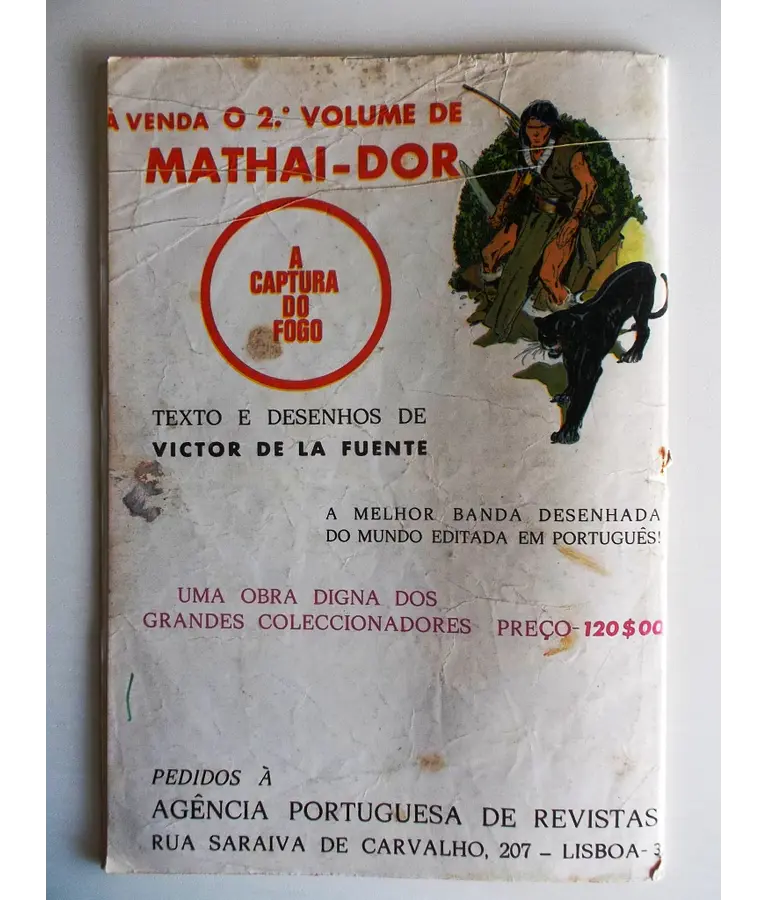 À VENDA O 2.º VOLUME DE
MATHAI-DOR
A
CAPTURA
DO
FOGO
TEXTO E DESENHOS DE
VICTOR DE LA FUENTE
A MELHOR BANDA DESENHADA
DO MUNDO EDITADA EM PORTUGUÊS!
UMA OBRA DIGNA DOS
GRANDES COLECCIONADORES PREÇO-120$00
PEDIDOS À
AGÊNCIA PORTUGUESA DE REVISTAS
RUA SARAIVA DE CARVALHO, 207 – LISBOA-3